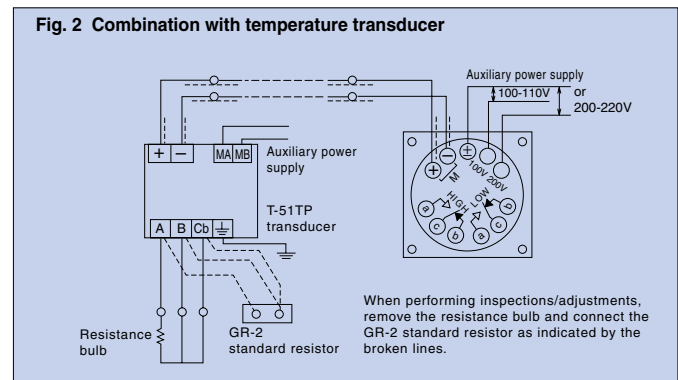 Fig. 2 Combination with temperature transducer
Auxiliary power supply
100-110V
or
200-220V
+ − MA MB
Auxiliary power
supply
T-51TP
transducer
A B Cb
+ − ± 100V 200V
M
HIGH LOW
a c b a c b
Resistance
bulb
GR-2
standard resistor
When performing inspections/adjustments,
remove the resistance bulb and connect the
GR-2 standard resistor as indicated by the
broken lines.